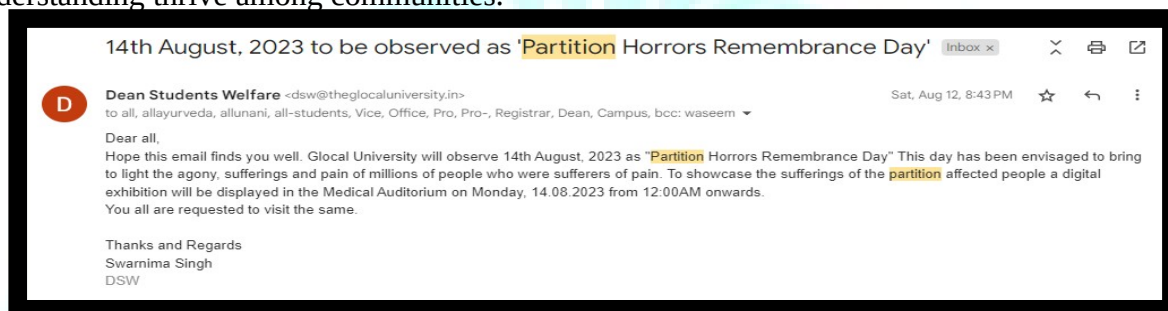 14th August, 2023 to be observed as 'Partition Horrors Remembrance Day' Inbox ×
D
Dean Students Welfare <dsw@theglocaluniversity.in> Sat, Aug 12, 8:43 PM
to all, allayurveda, allunani, all-students, Vice, Office, Pro, Pro-, Registrar, Dean, Campus, bcc: waseem
Dear all,
Hope this email finds you well. Glocal University will observe 14th August, 2023 as "Partition Horrors Remembrance Day" This day has been envisaged to bring
to light the agony, sufferings and pain of millions of people who were sufferers of pain. To showcase the sufferings of the partition affected people a digital
exhibition will be displayed in the Medical Auditorium on Monday, 14.08.2023 from 12:00AM onwards.
You all are requested to visit the same.
Thanks and Regards
Swarnima Singh
DSW